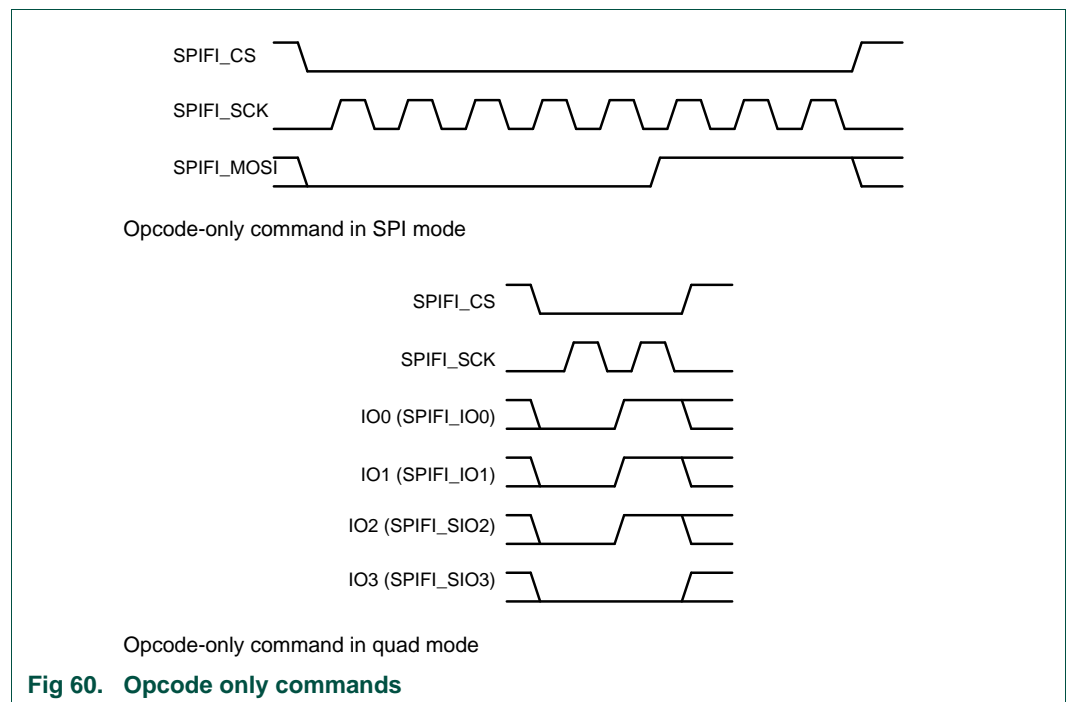 SPIFI_CS
SPIFI_SCK
SPIFI_MOSI
Opcode-only command in SPI mode
SPIFI_CS
SPIFI_SCK
IO0 (SPIFI_IO0)
IO1 (SPIFI_IO1)
IO2 (SPIFI_SIO2)
IO3 (SPIFI_SIO3)
Opcode-only command in quad mode
Fig 60. Opcode only commands